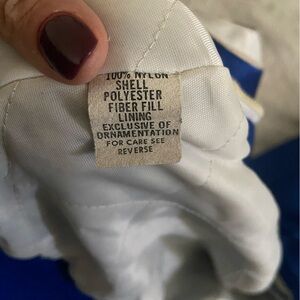 100% NYLON
SHELL
POLYESTER
FIBER FILL
LINING
EXCLUSIVE OF
ORNAMENTATION
FOR CARE SEE
REVERSE